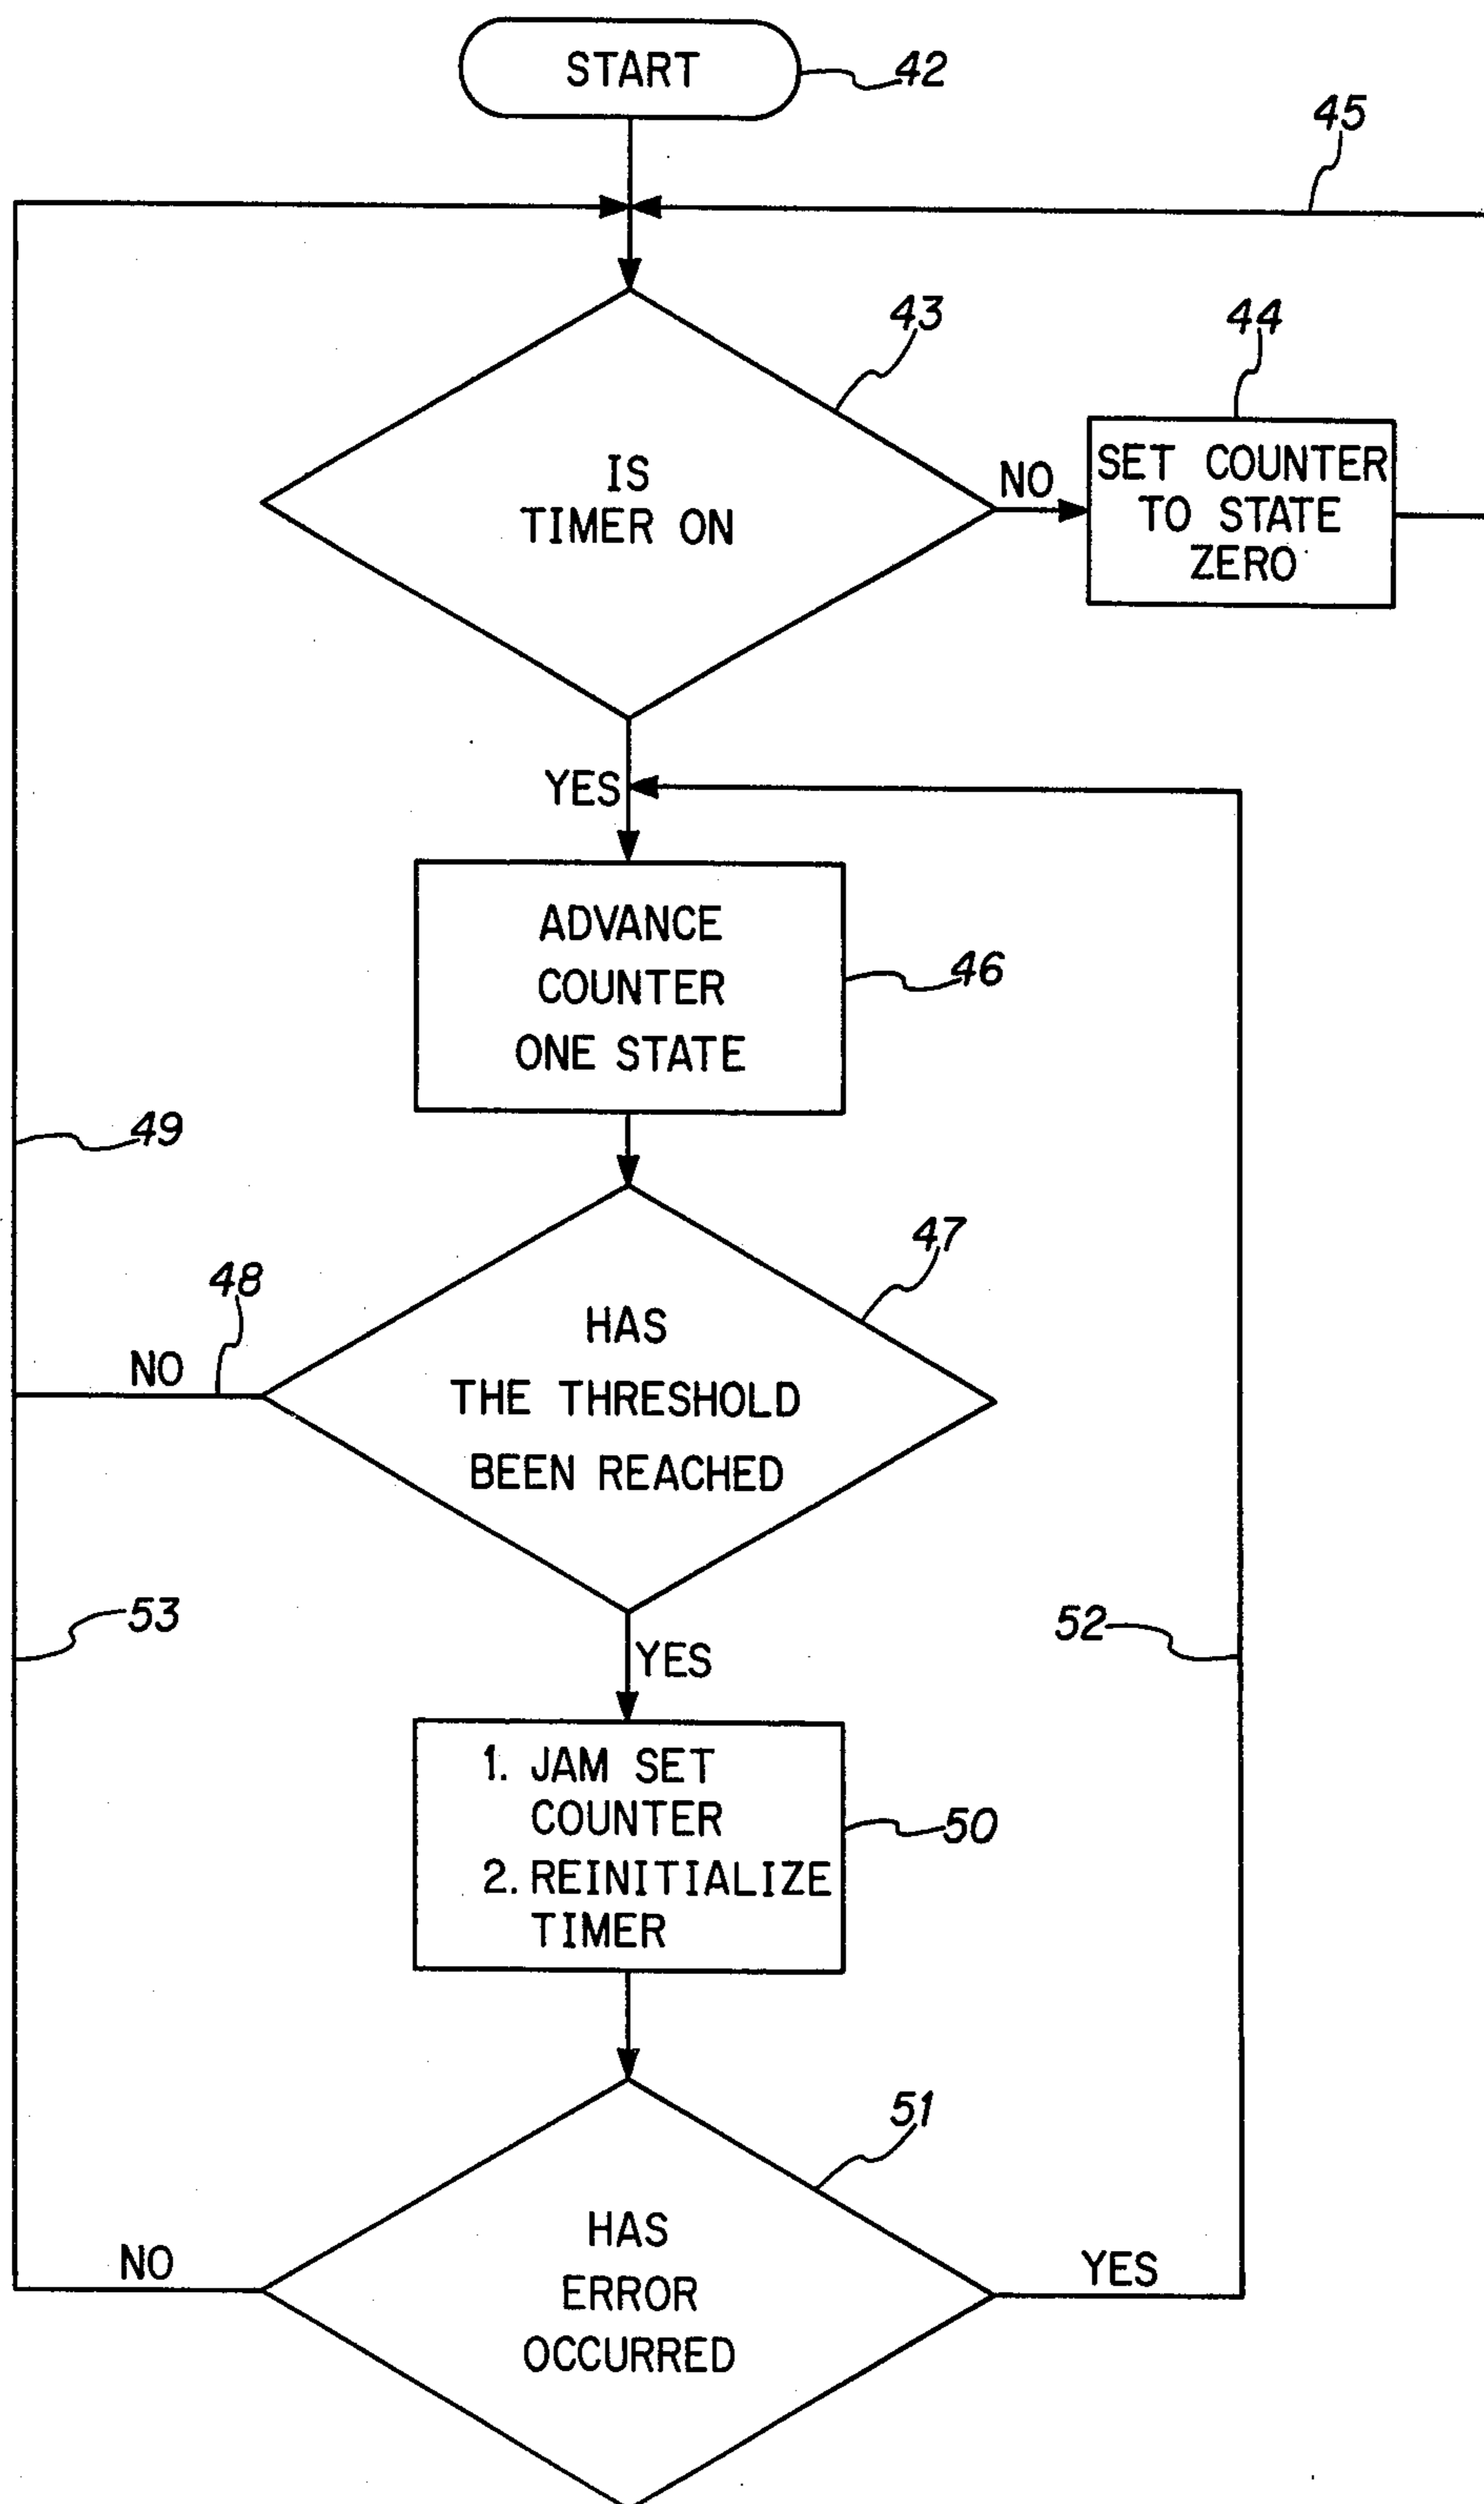 START
42
45
43
44
IS
TIMER ON
NO
SET COUNTER
TO STATE
ZERO
YES
ADVANCE
COUNTER
ONE STATE
46
49
47
48
HAS
THE THRESHOLD
BEEN REACHED
NO
53
52
YES
1. JAM SET
COUNTER
2. REINITIALIZE
TIMER
50
51
HAS
ERROR
OCCURRED
NO
YES